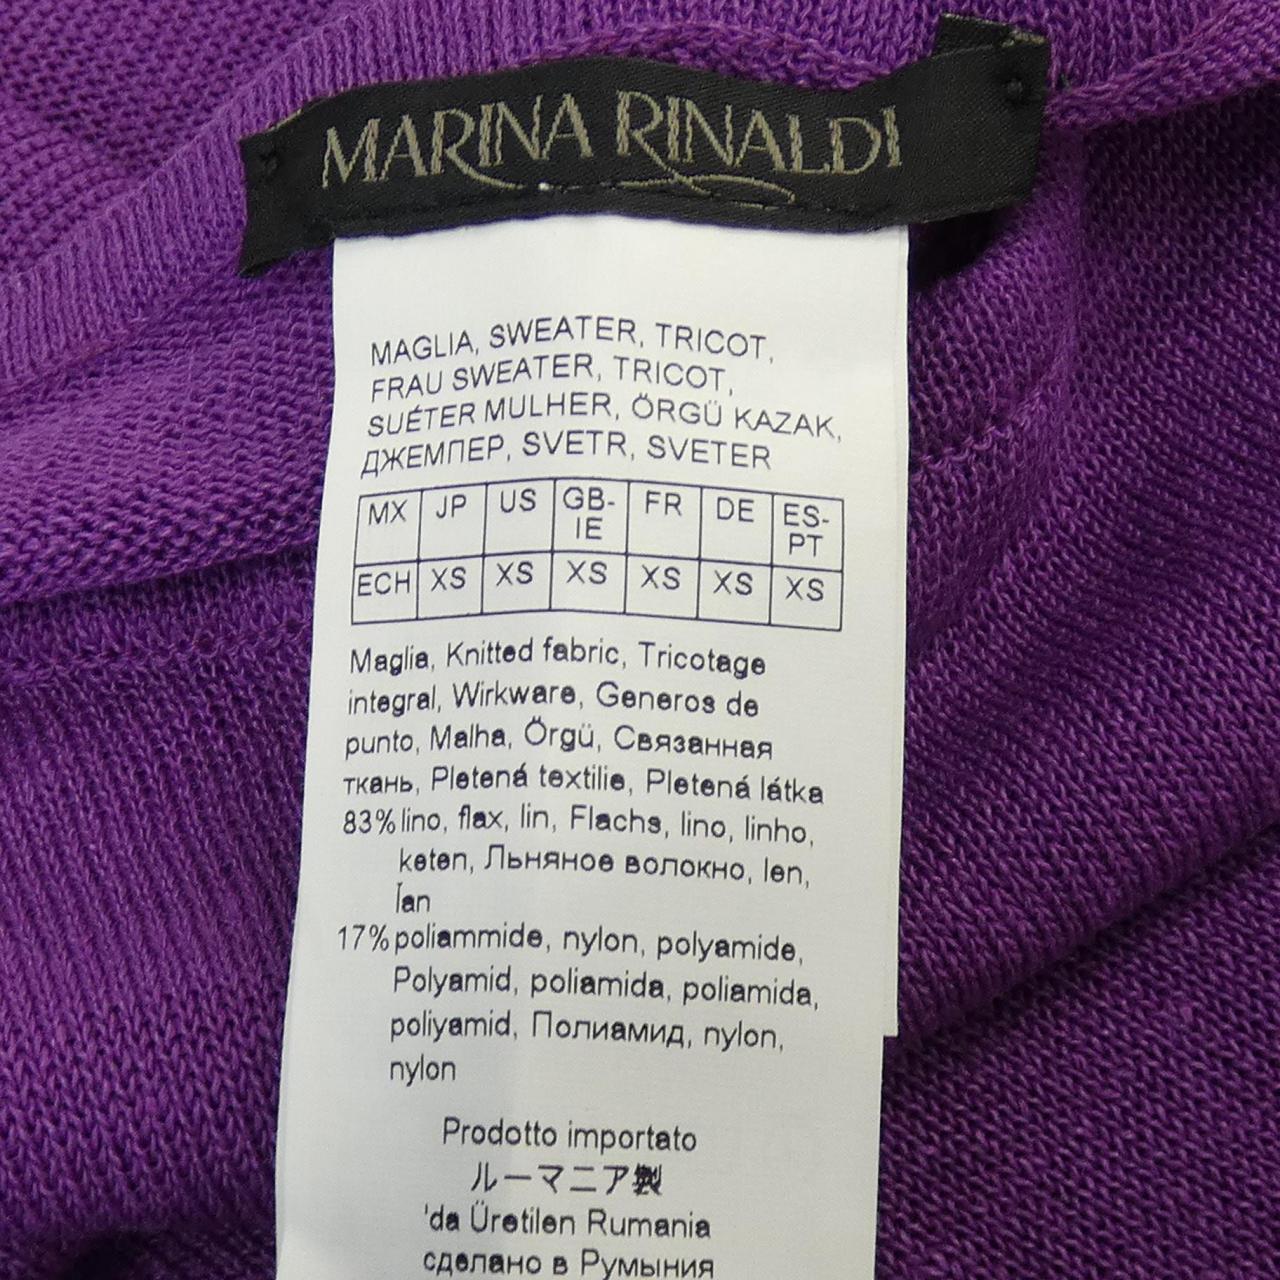 MARINA RINALDI
MAGLIA, SWEATER, TRICOT,
FRAU SWEATER, TRICOT,
SUÉTER MULHER, ÖRGÜ KAZAK,
ДЖЕМПЕР, SVETR, SVETER
MX JP US GB-IE FR DE ES-PT
ECH XS XS XS XS XS XS
Maglia, Knitted fabric, Tricotage
integral, Wirkware, Generos de
punto, Malha, Örgü, Связанная
ткань, Pletená textilie, Pletená látka
83% lino, flax, lin, Flachs, lino, linho,
keten, Льняное волокно, len,
ľan
17% poliammide, nylon, polyamide,
Polyamid, poliamida, poliamida,
poliyamid, Полиамид, nylon,
nylon
Prodotto importato
ルーマニア製
'da Üretilen Rumania
сделано в Румыния